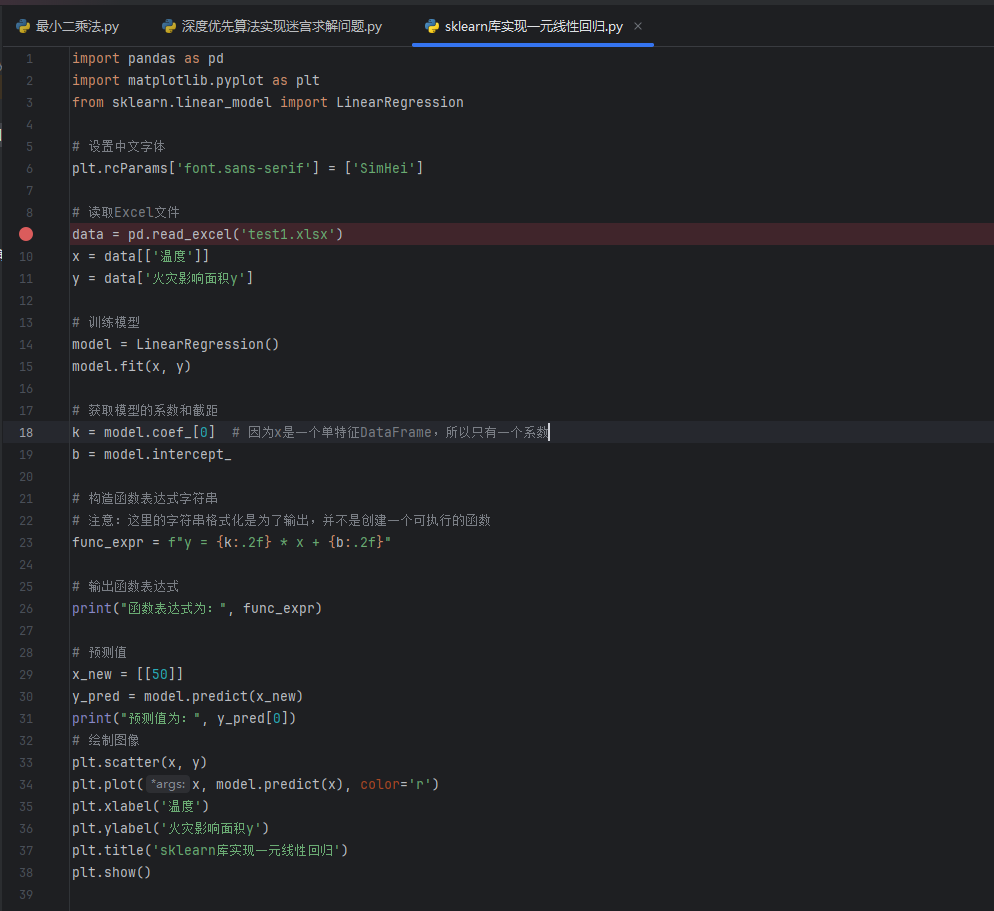 最小二乘法.py 深度优先算法实现迷宫求解问题.py sklearn库实现一元线性回归.py ×
1 import pandas as pd
2 import matplotlib.pyplot as plt
3 from sklearn.linear_model import LinearRegression
4
5 # 设置中文字体
6 plt.rcParams['font.sans-serif'] = ['SimHei']
7
8 # 读取Excel文件
data = pd.read_excel('test1.xlsx')
10 x = data[['温度']]
11 y = data['火灾影响面积y']
12
13 # 训练模型
14 model = LinearRegression()
15 model.fit(x, y)
16
17 # 获取模型的系数和截距
18 k = model.coef_[0]  # 因为x是一个单特征DataFrame，所以只有一个系数
19 b = model.intercept_
20
21 # 构造函数表达式字符串
22 # 注意：这里的字符串格式化是为了输出，并不是创建一个可执行的函数
23 func_expr = f"y = {k:.2f} * x + {b:.2f}"
24
25 # 输出函数表达式
26 print("函数表达式为：", func_expr)
27
28 # 预测值
29 x_new = [[50]]
30 y_pred = model.predict(x_new)
31 print("预测值为：", y_pred[0])
32 # 绘制图像
33 plt.scatter(x, y)
34 plt.plot( *args: x, model.predict(x), color='r')
35 plt.xlabel('温度')
36 plt.ylabel('火灾影响面积y')
37 plt.title('sklearn库实现一元线性回归')
38 plt.show()
39